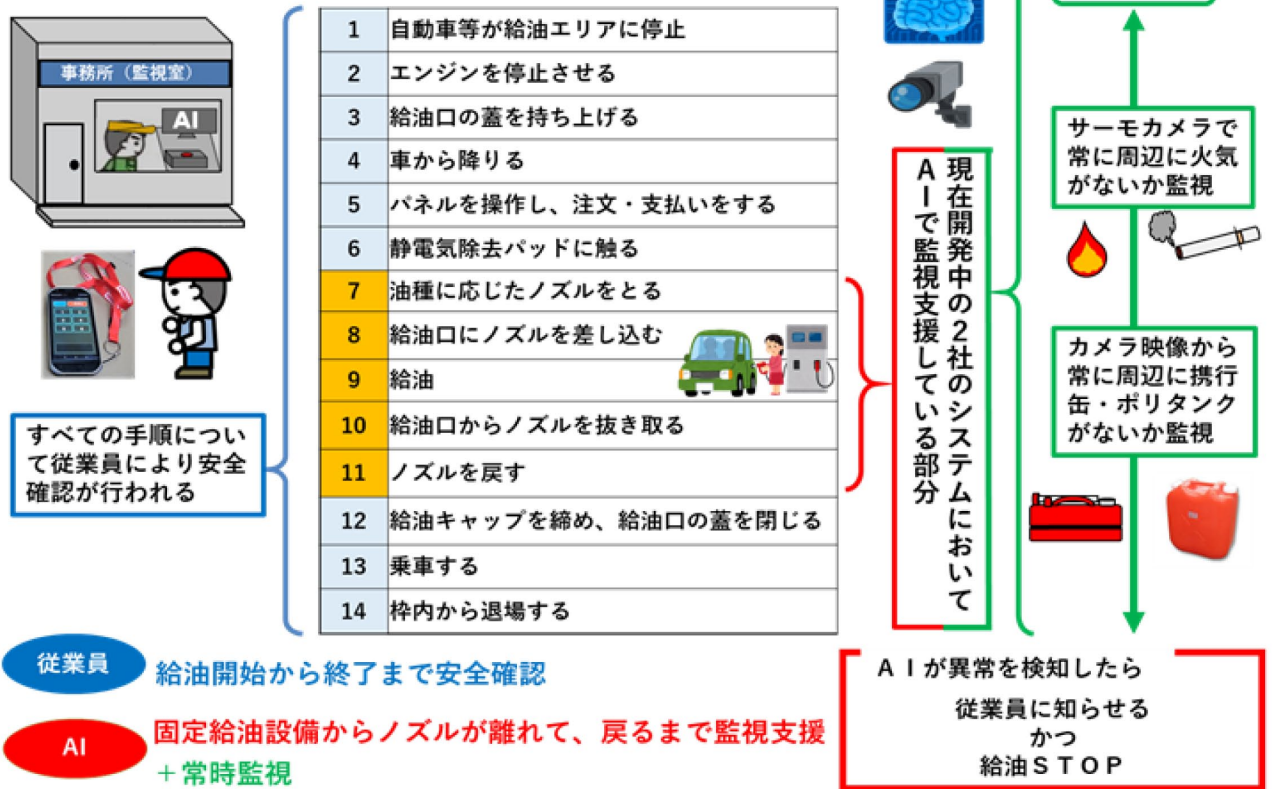 事務所（監視室）
AI
すべての手順につい
て従業員により安全
確認が行われる
1 自動車等が給油エリアに停止
2 エンジンを停止させる
3 給油口の蓋を持ち上げる
4 車から降りる
5 パネルを操作し、注文・支払いをする
6 静電気除去パッドに触る
7 油種に応じたノズルをとる
8 給油口にノズルを差し込む
9 給油
10 給油口からノズルを抜き取る
11 ノズルを戻す
12 給油キャップを締め、給油口の蓋を閉じる
13 乗車する
14 枠内から退場する
現在開発中の2社のシステムにおいて
AIで監視支援している部分
サーモカメラで
常に周辺に火気
がないか監視
カメラ映像から
常に周辺に携行
缶・ポリタンク
がないか監視
従業員 給油開始から終了まで安全確認
AI 固定給油設備からノズルが離れて、戻るまで監視支援
＋常時監視
ＡＩが異常を検知したら
従業員に知らせる
かつ
給油ＳＴＯＰ